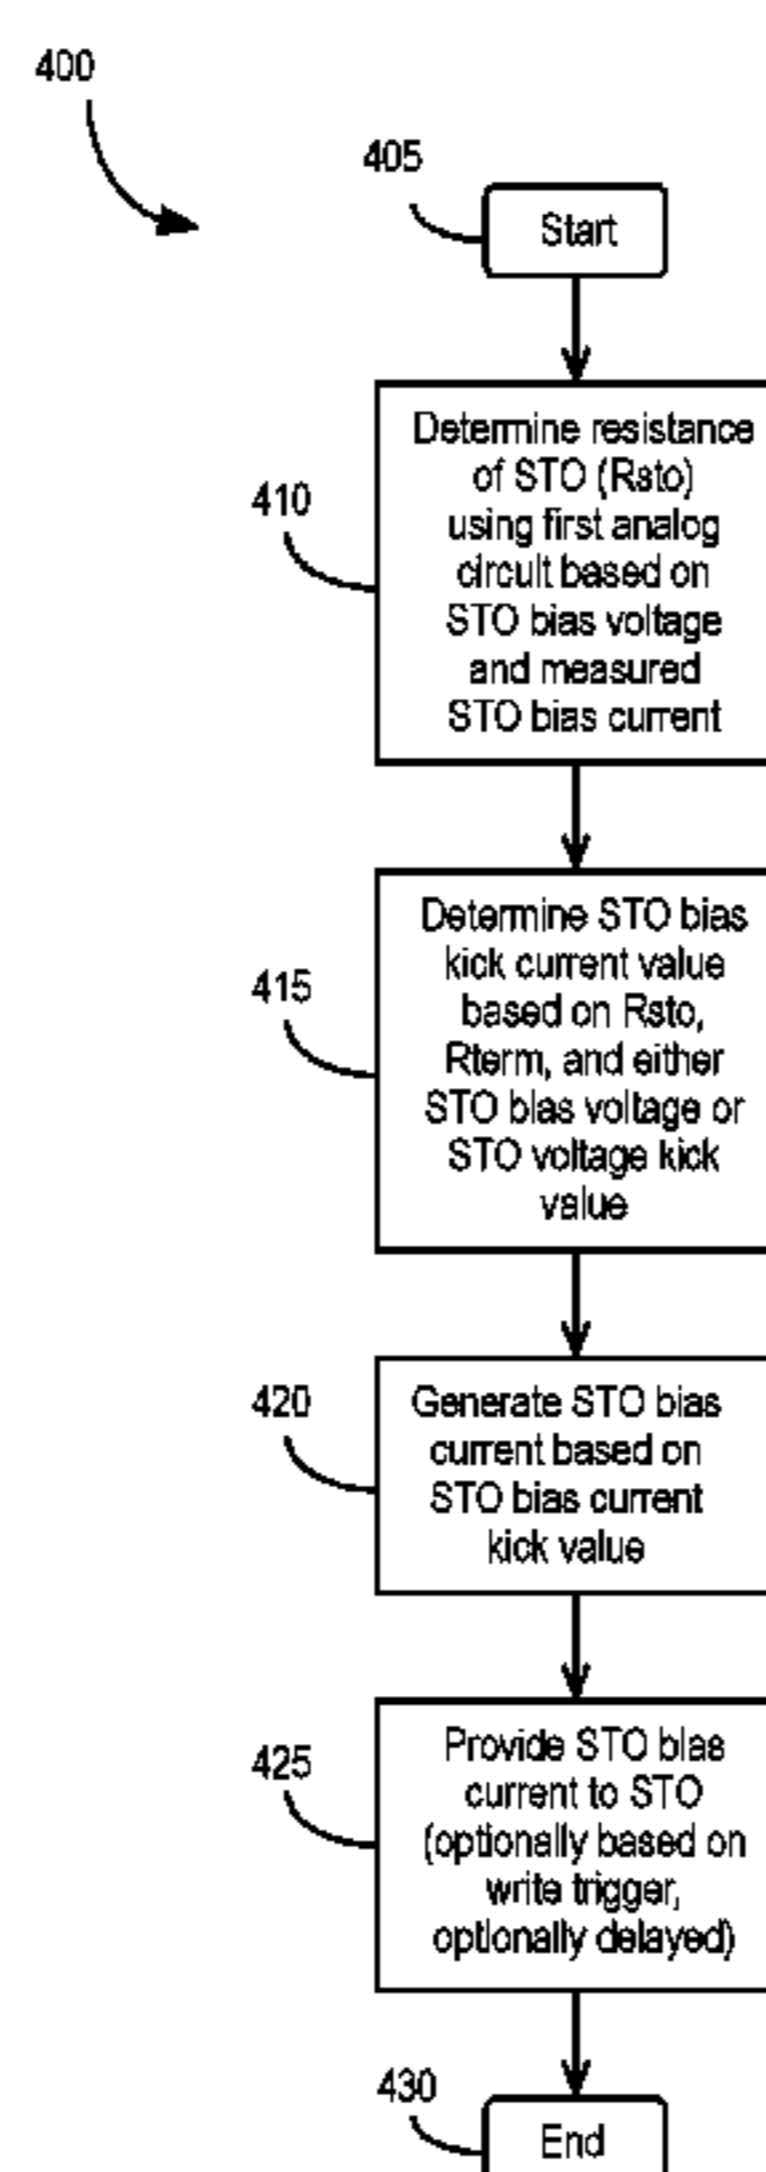 400
405
Start
Determine resistance
of STO (Rsto)
using first analog
circuit based on
STO bias voltage
and measured
STO bias current
410
Determine STO bias
kick current value
based on Rsto,
Rterm, and either
STO bias voltage or
STO voltage kick
value
415
Generate STO bias
current based on
STO bias current
kick value
420
Provide STO bias
current to STO
(optionally based on
write trigger,
optionally delayed)
425
430
End